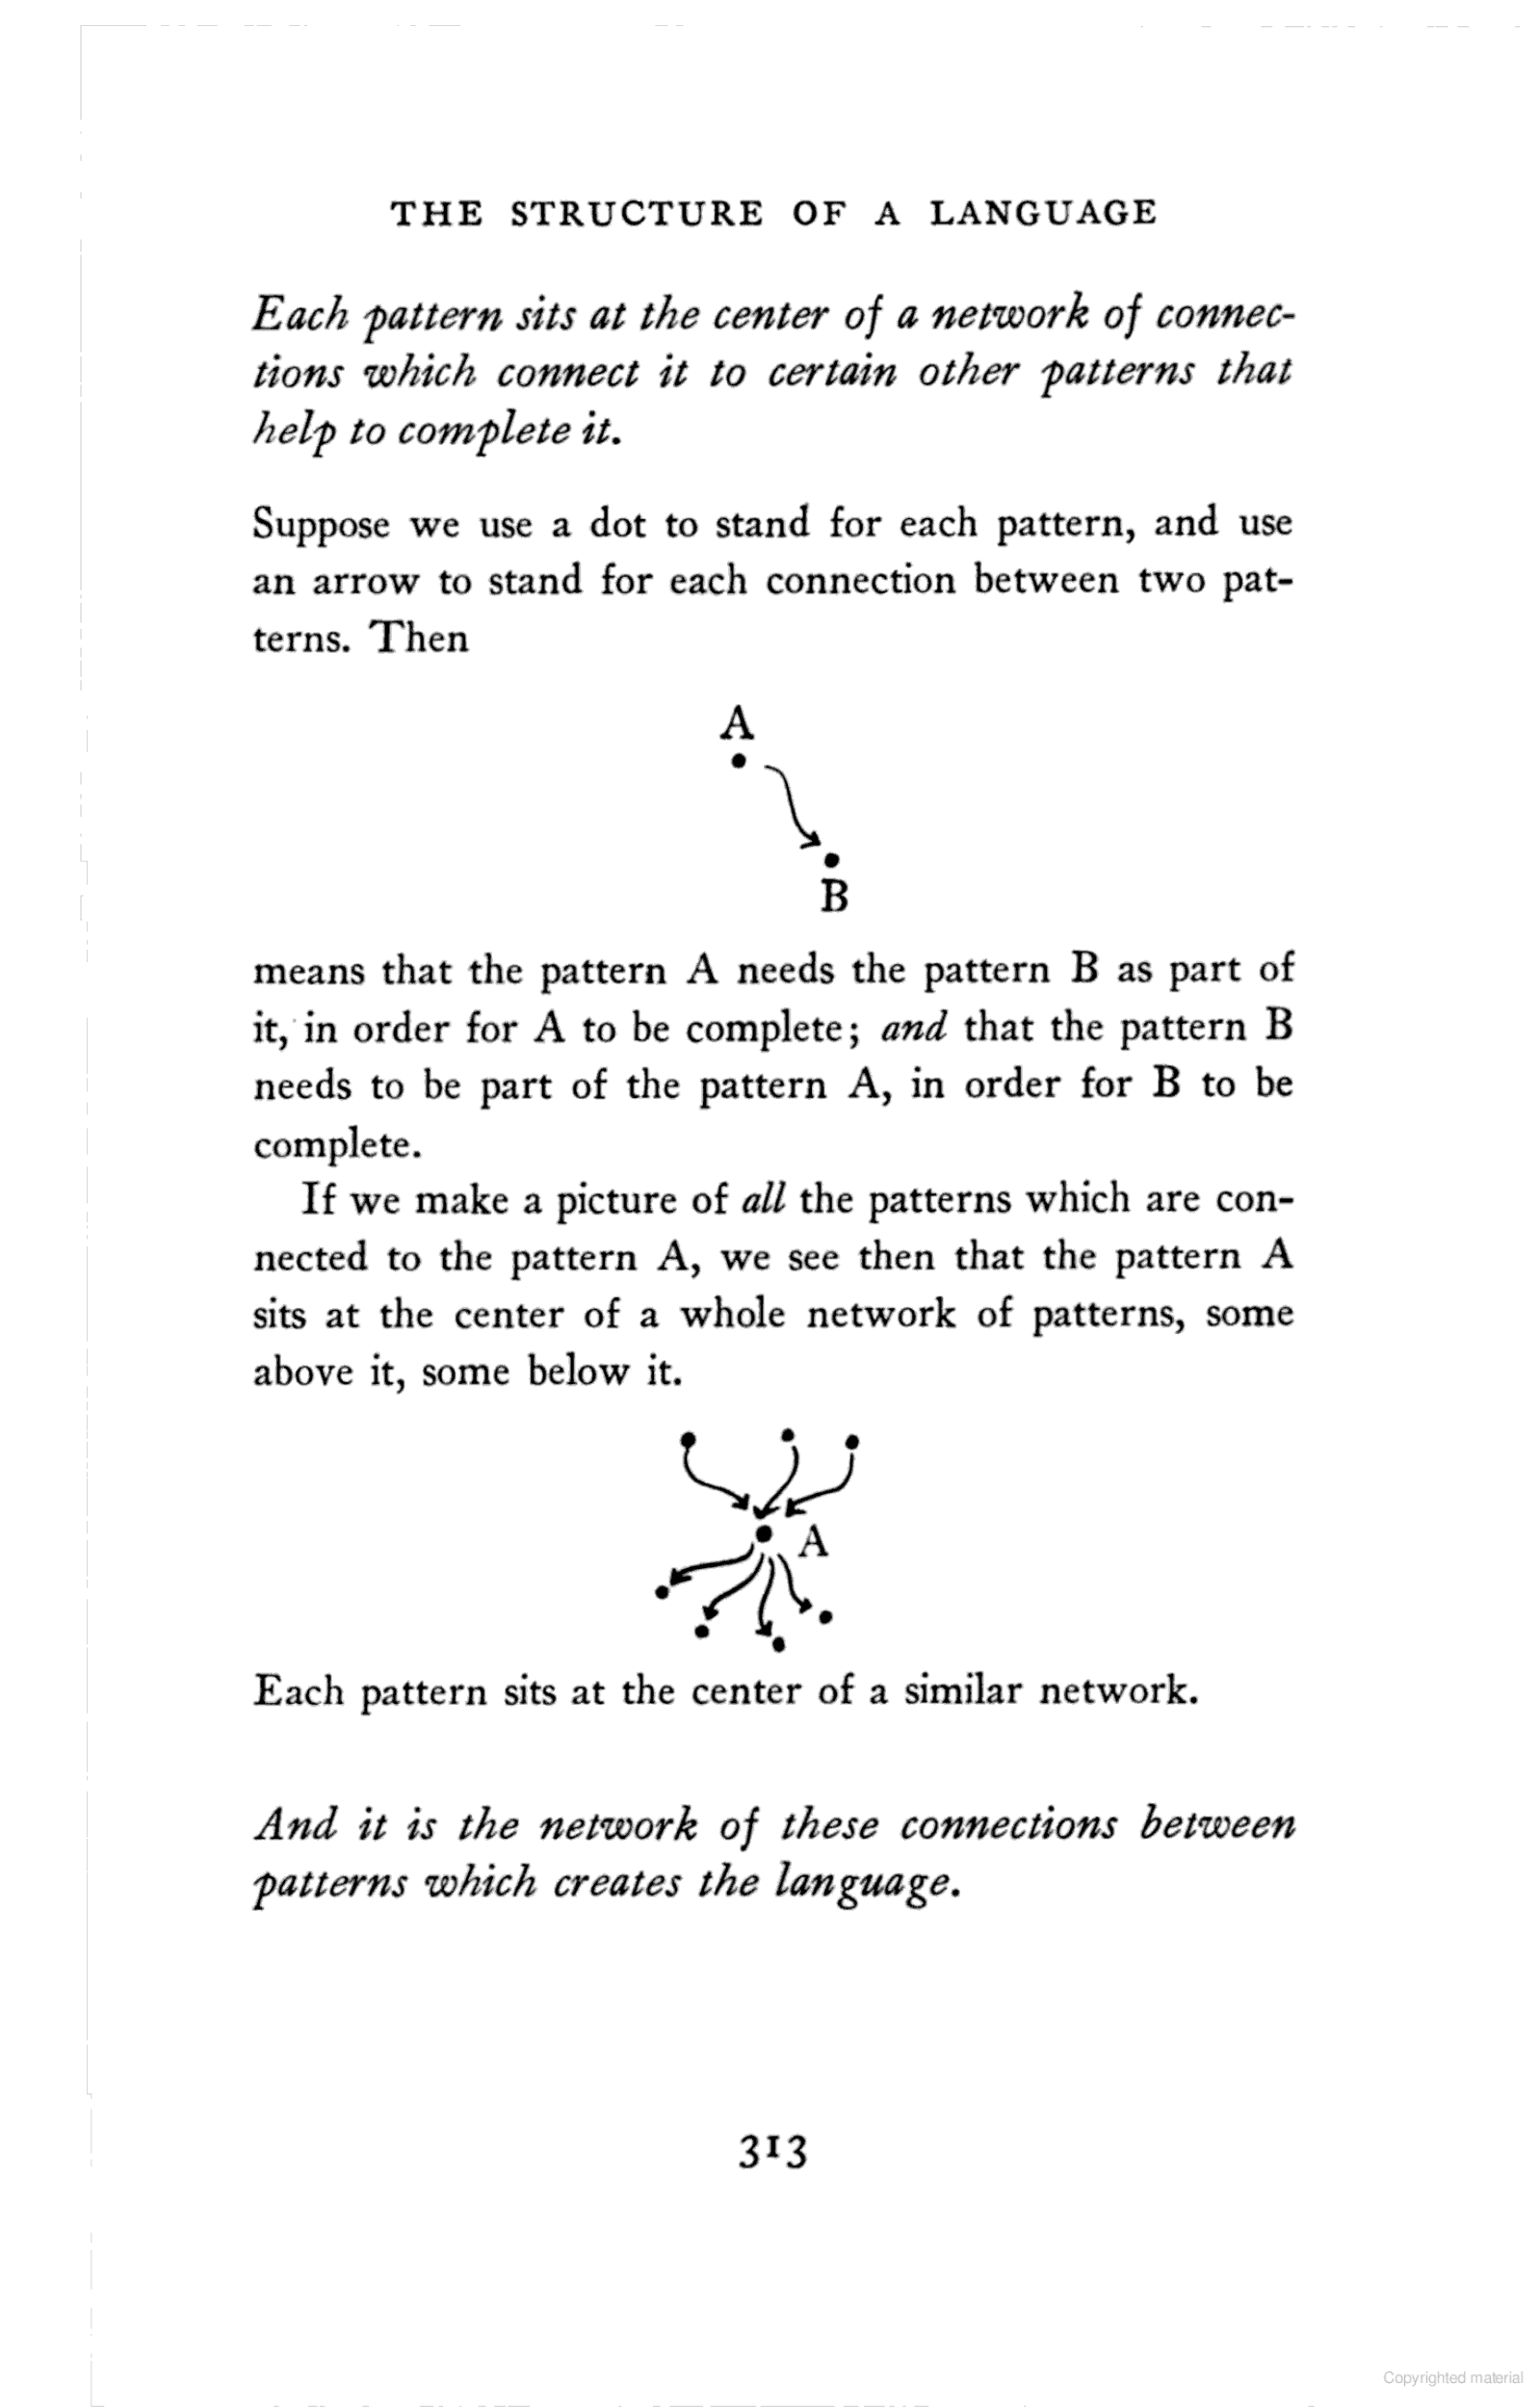 THE STRUCTURE OF A LANGUAGE
Each pattern sits at the center of a network of connec-
tions which connect it to certain other patterns that
help to complete it.
Suppose we use a dot to stand for each pattern, and use
an arrow to stand for each connection between two pat-
terns. Then
A
B
means that the pattern A needs the pattern B as part of
it, in order for A to be complete; and that the pattern B
needs to be part of the pattern A, in order for B to be
complete.
If we make a picture of all the patterns which are con-
nected to the pattern A, we see then that the pattern A
sits at the center of a whole network of patterns, some
above it, some below it.
A
Each pattern sits at the center of a similar network.
And it is the network of these connections between
patterns which creates the language.
313
Copyrighted material